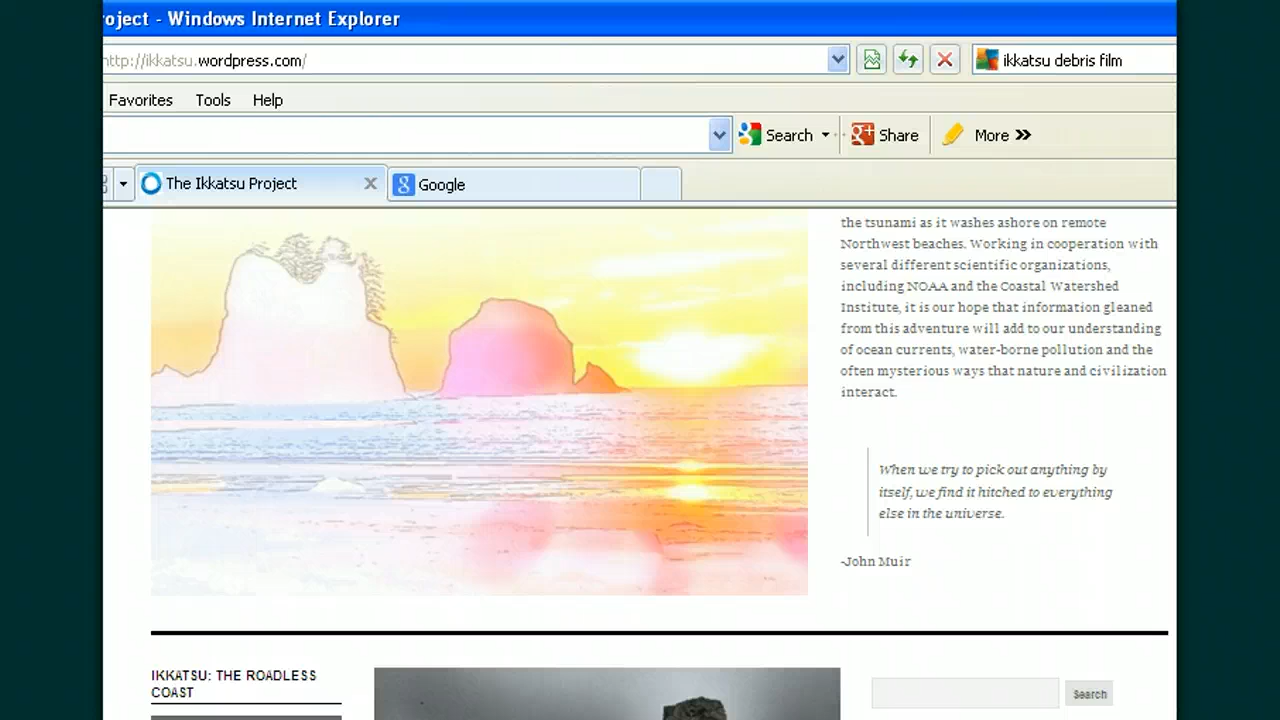 oject - Windows Internet Explorer
http://ikkatsu.wordpress.com/
ikkatsu debris film
Favorites Tools Help
Search Share More »
The Ikkatsu Project Google
the tsunami as it washes ashore on remote
Northwest beaches. Working in cooperation with
several different scientific organizations,
including NOAA and the Coastal Watershed
Institute, it is our hope that information gleaned
from this adventure will add to our understanding
of ocean currents, water-borne pollution and the
often mysterious ways that nature and civilization
interact.
When we try to pick out anything by
itself, we find it hitched to everything
else in the universe.
-John Muir
IKKATSU: THE ROADLESS
COAST
Search